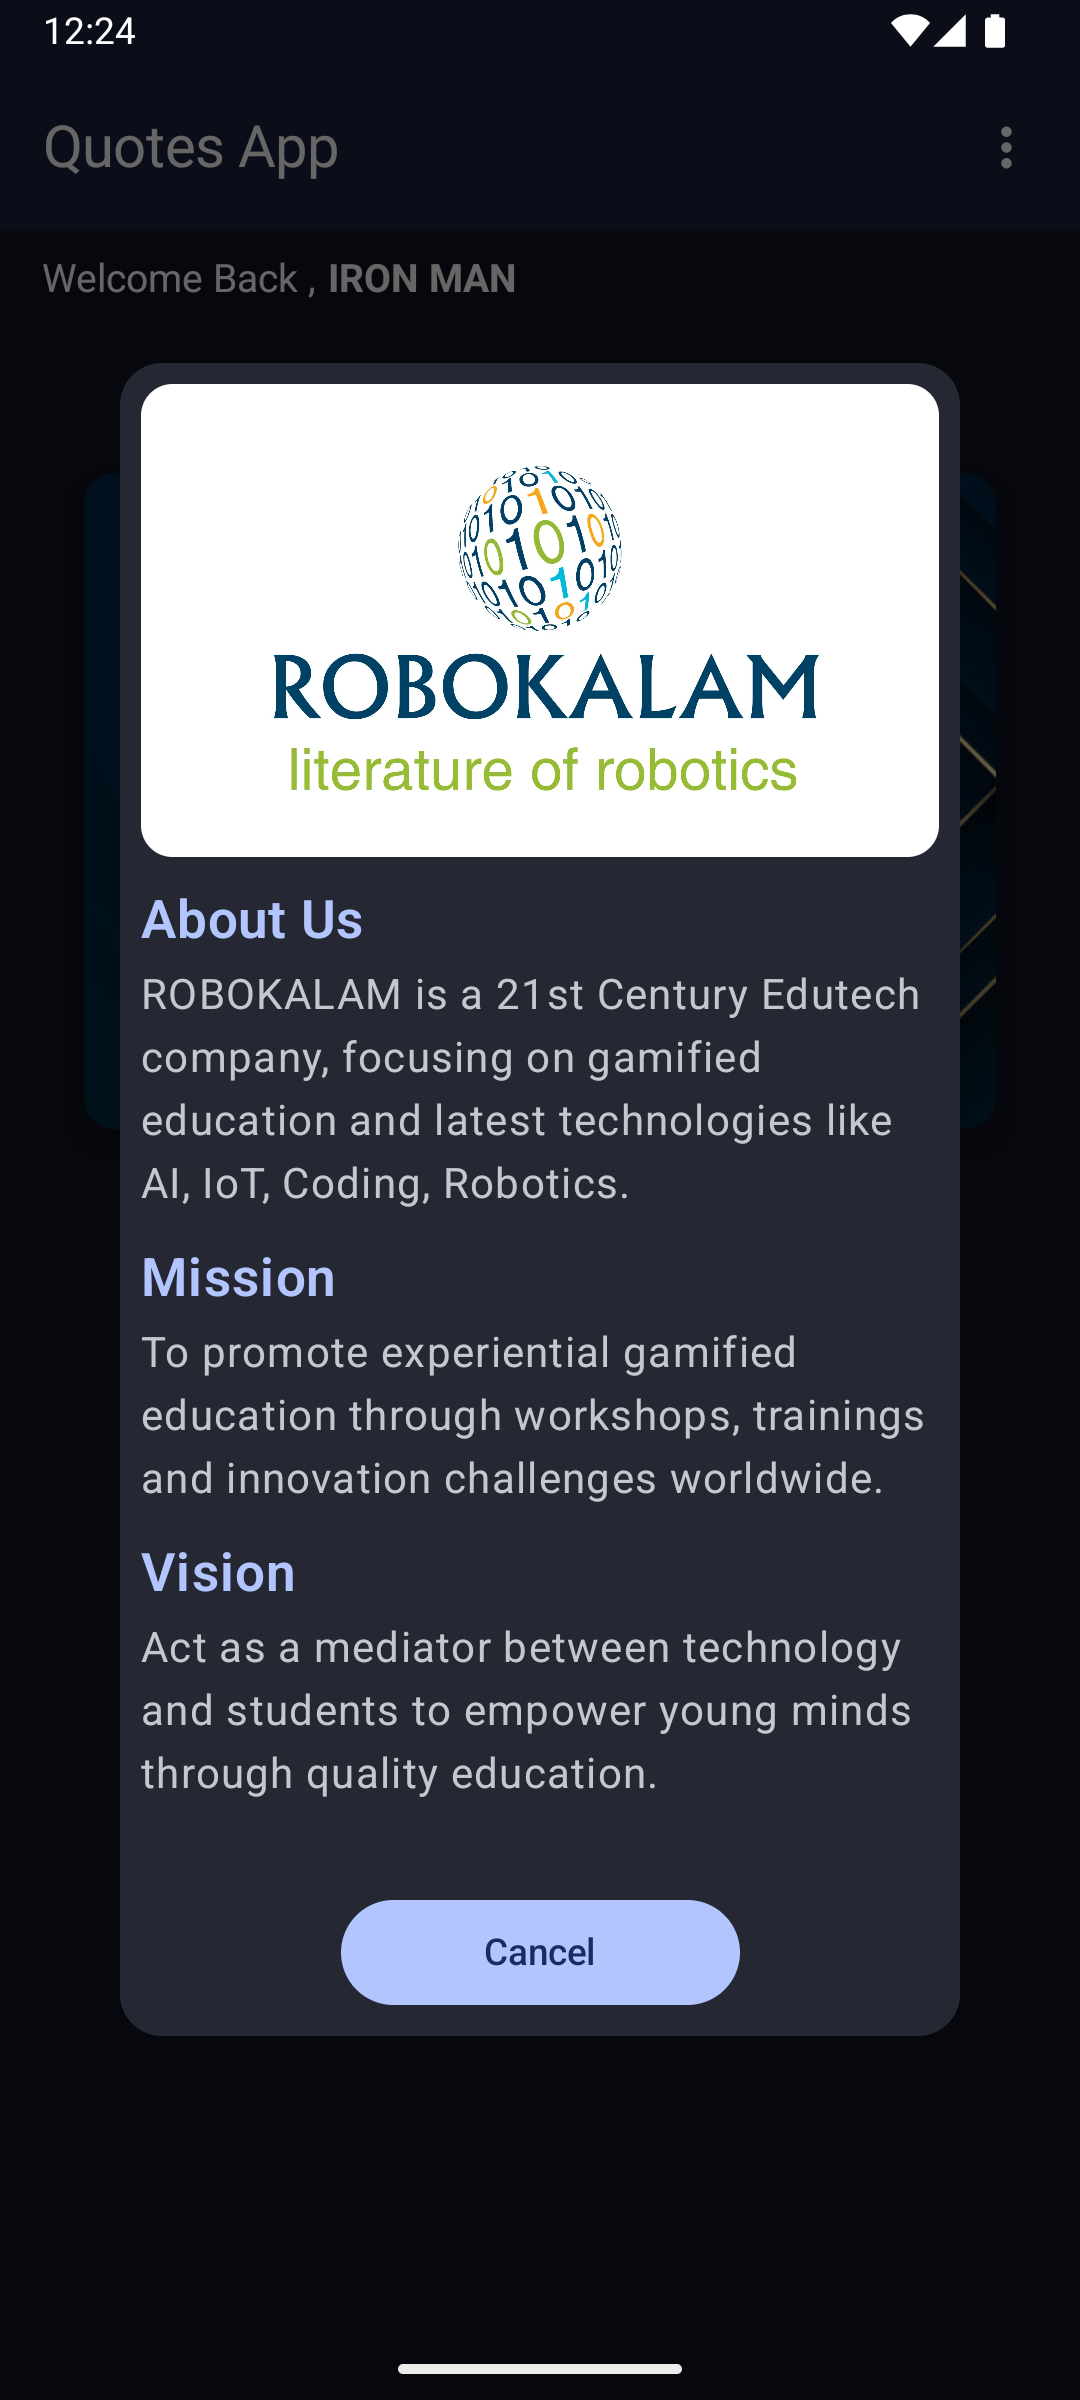 12:24
Quotes App
Welcome Back , IRON MAN
ROBOKALAM
literature of robotics
About Us
ROBOKALAM is a 21st Century Edutech
company, focusing on gamified
education and latest technologies like
AI, IoT, Coding, Robotics.
Mission
To promote experiential gamified
education through workshops, trainings
and innovation challenges worldwide.
Vision
Act as a mediator between technology
and students to empower young minds
through quality education.
Cancel